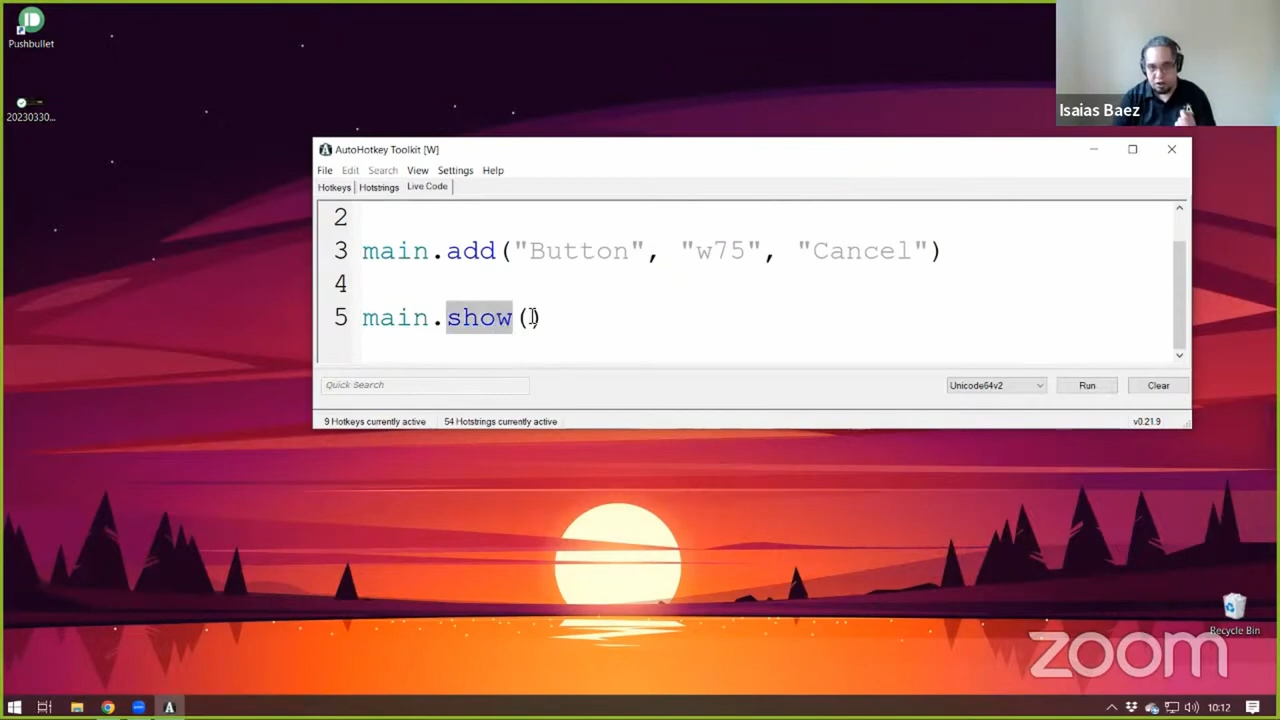 Pushbullet
20230330...
Isaias Baez
AutoHotkey Toolkit [W]
File Edit Search View Settings Help
Hotkeys Hotstrings Live Code
2
3 main.add("Button", "w75", "Cancel")
4
5 main.show()
Quick Search
Unicode64v2
Run
Clear
9 Hotkeys currently active
54 Hotstrings currently active
v0.21.9
Recycle Bin
zoom
10:12